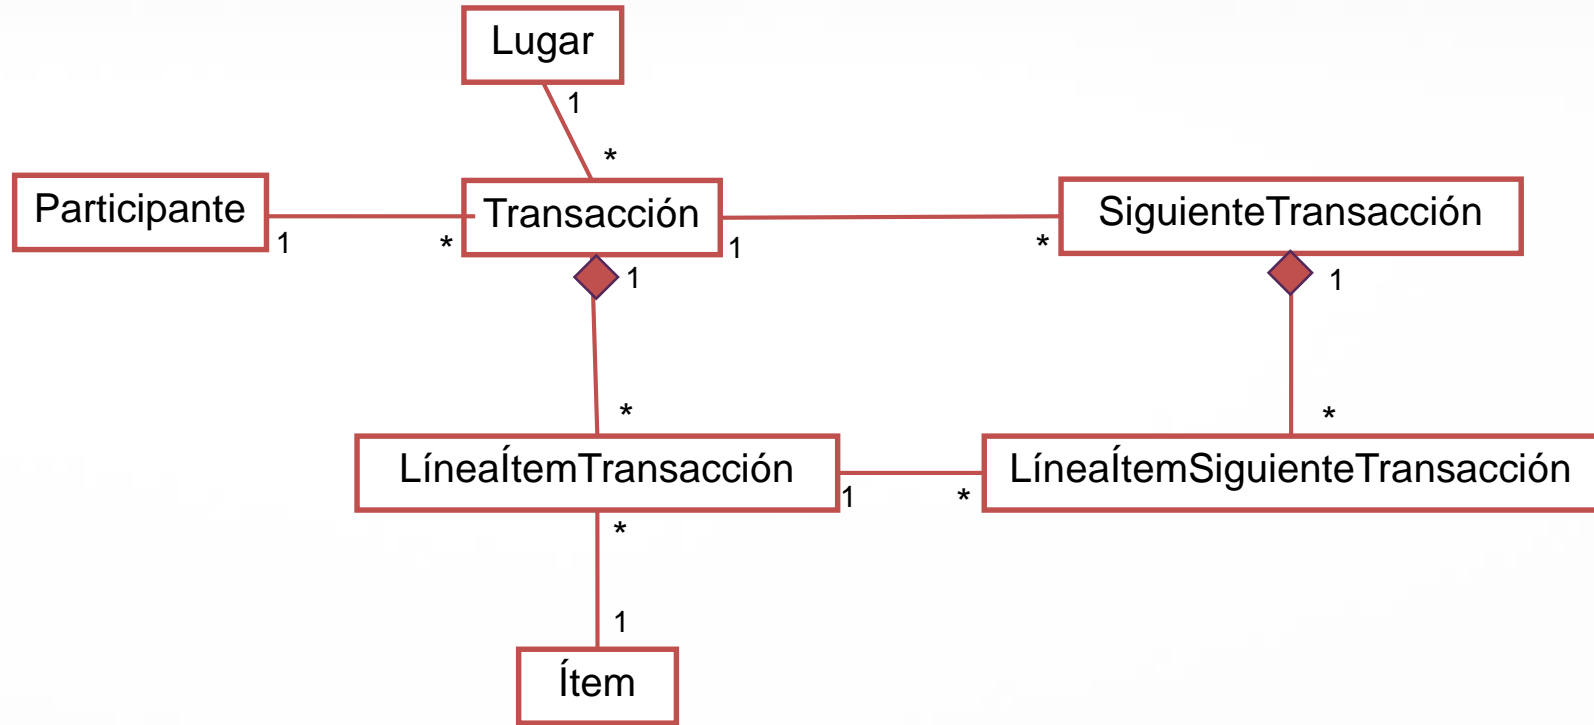 Lugar
1
*
Participante
Transacción
SiguienteTransacción
1
*
1
*
1
1
*
*
LíneaÍtemTransacción
LíneaÍtemSiguienteTransacción
1
*
*
1
Ítem